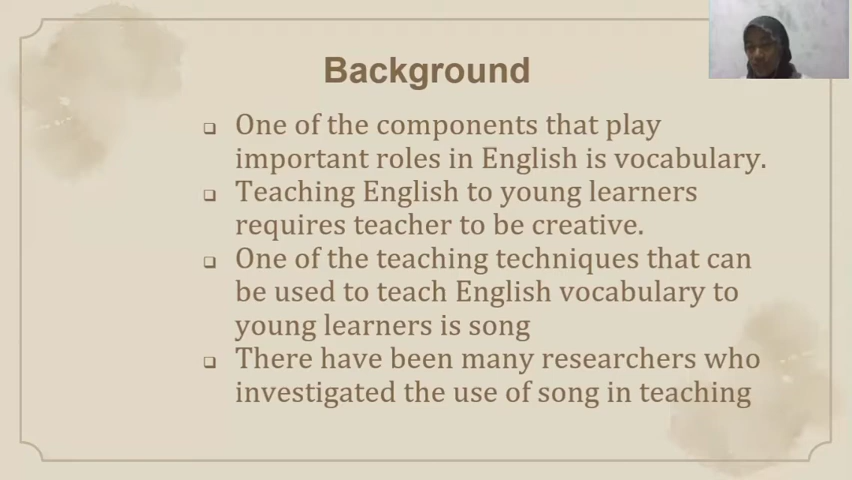 Background
One of the components that play
important roles in English is vocabulary.
Teaching English to young learners
requires teacher to be creative.
One of the teaching techniques that can
be used to teach English vocabulary to
young learners is song
There have been many researchers who
investigated the use of song in teaching